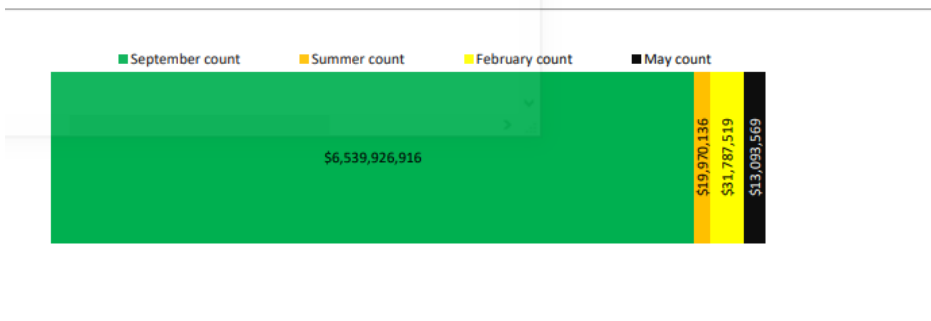 September count Summer count February count May count
$6,539,926,916
$19,970,136
$31,787,519
$13,093,569